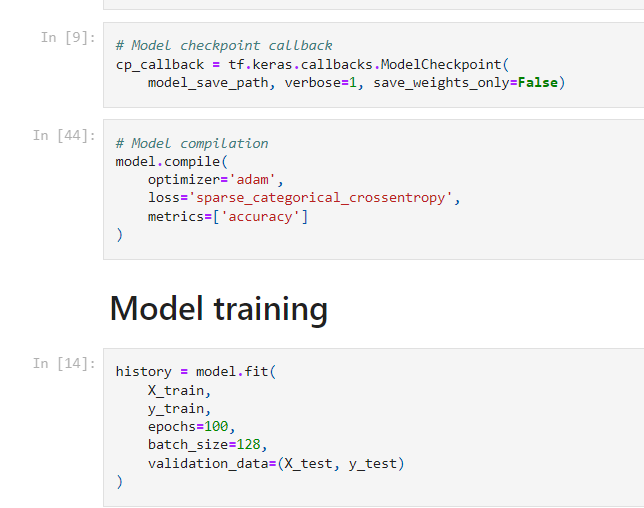 In [9]:
# Model checkpoint callback
cp_callback = tf.keras.callbacks.ModelCheckpoint(
    model_save_path, verbose=1, save_weights_only=False)
In [44]:
# Model compilation
model.compile(
    optimizer='adam',
    loss='sparse_categorical_crossentropy',
    metrics=['accuracy']
)
Model training
In [14]:
history = model.fit(
    X_train,
    y_train,
    epochs=100,
    batch_size=128,
    validation_data=(X_test, y_test)
)